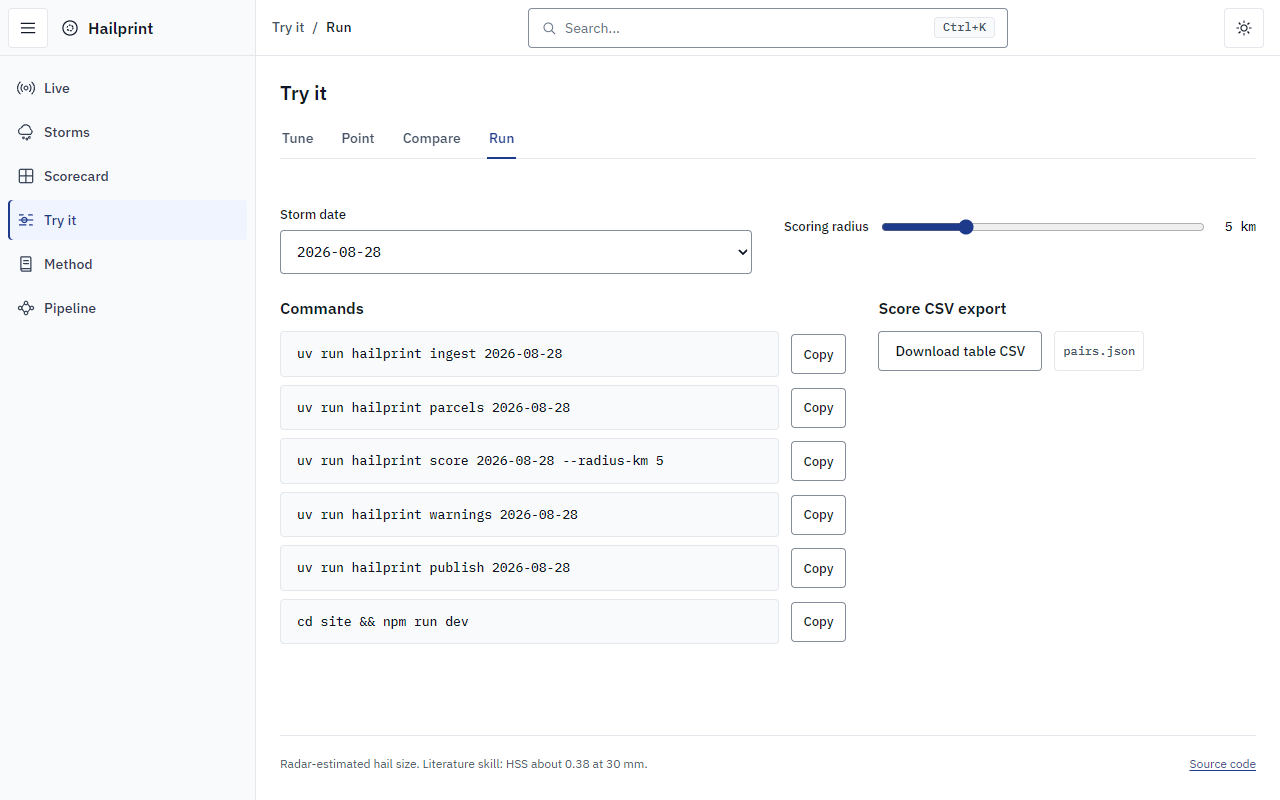 Hailprint
Try it / Run
Search...
Ctrl+K
Live
Storms
Scorecard
Try it
Method
Pipeline
Try it
Tune
Point
Compare
Run
Storm date
2026-08-28
Scoring radius
5 km
Commands
uv run hailprint ingest 2026-08-28
Copy
uv run hailprint parcels 2026-08-28
Copy
uv run hailprint score 2026-08-28 --radius-km 5
Copy
uv run hailprint warnings 2026-08-28
Copy
uv run hailprint publish 2026-08-28
Copy
cd site && npm run dev
Copy
Score CSV export
Download table CSV
pairs.json
Radar-estimated hail size. Literature skill: HSS about 0.38 at 30 mm.
Source code